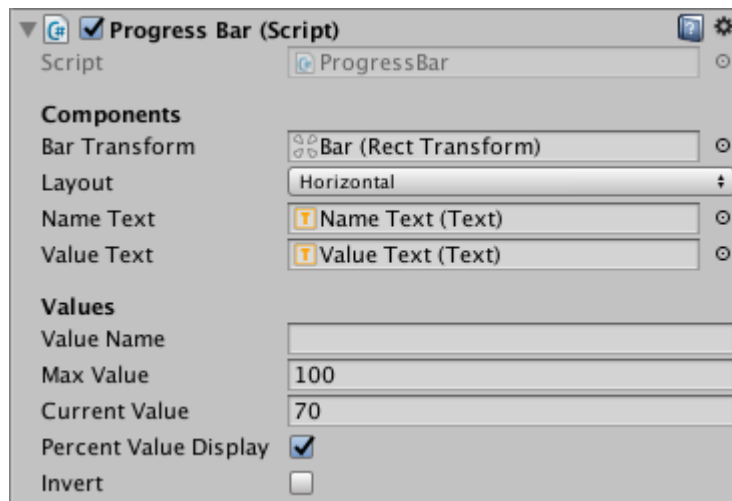 Progress Bar (Script)
Script ProgressBar
Components
Bar Transform Bar (Rect Transform)
Layout Horizontal
Name Text Name Text (Text)
Value Text Value Text (Text)
Values
Value Name
Max Value 100
Current Value 70
Percent Value Display
Invert